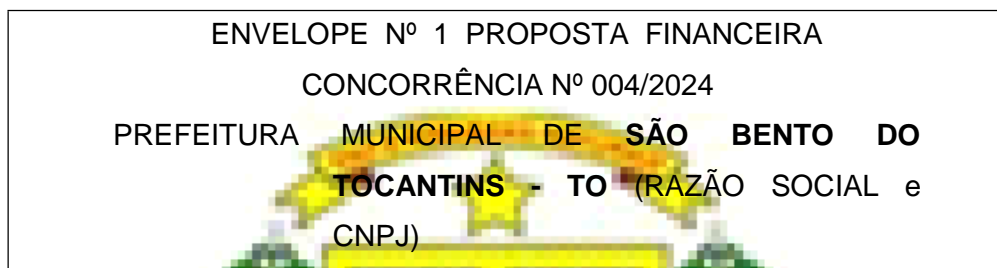 ENVELOPE Nº 1 PROPOSTA FINANCEIRA
CONCORRÊNCIA Nº 004/2024
PREFEITURA MUNICIPAL DE SÃO BENTO DO
TOCANTINS - TO (RAZÃO SOCIAL e
CNPJ)